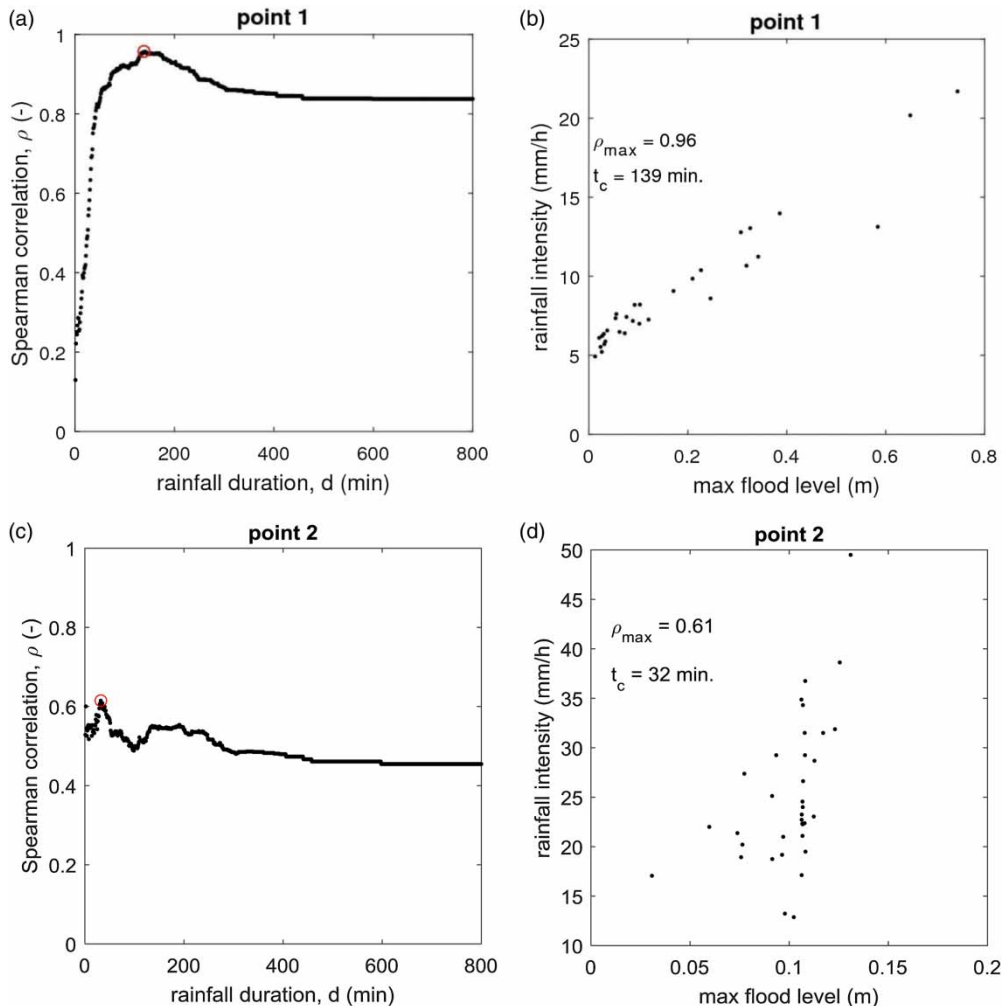 (a)
point 1
1
0.8
0.6
0.4
0.2
0
0 200 400 600 800
Spearman correlation, ρ (-)
rainfall duration, d (min)
(b)
point 1
25
20
15
10
5
0
0 0.2 0.4 0.6 0.8
rainfall intensity (mm/h)
max flood level (m)
ρmax = 0.96
t_c = 139 min.
(c)
point 2
1
0.8
0.6
0.4
0.2
0
0 200 400 600 800
Spearman correlation, ρ (-)
rainfall duration, d (min)
(d)
point 2
50
45
40
35
30
25
20
15
10
0 0.05 0.1 0.15 0.2
rainfall intensity (mm/h)
max flood level (m)
ρmax = 0.61
t_c = 32 min.